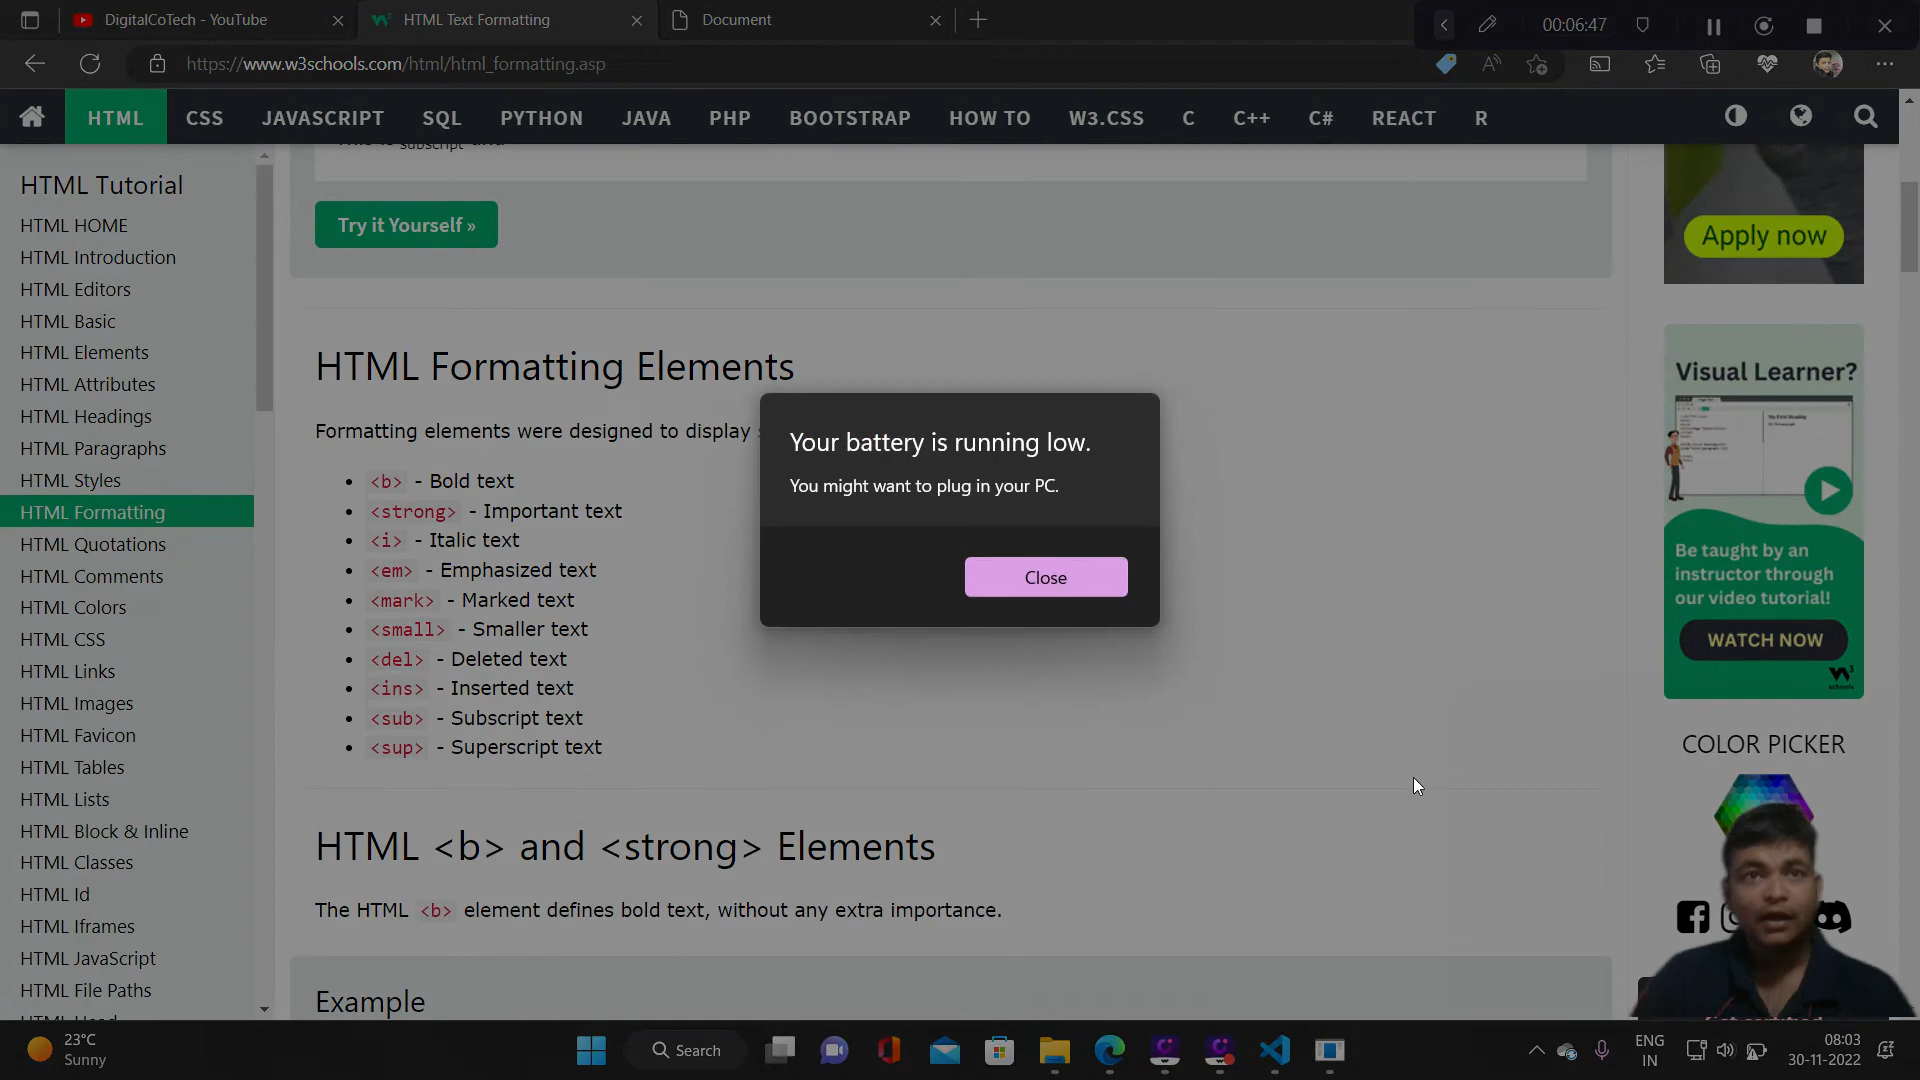 DigitalCoTech - YouTube
HTML Text Formatting
Document
00:06:47
https://www.w3schools.com/html/html_formatting.asp
HTML
CSS
JAVASCRIPT
SQL
PYTHON
JAVA
PHP
BOOTSTRAP
HOW TO
W3.CSS
C
C++
C#
REACT
R
HTML Tutorial
HTML HOME
HTML Introduction
HTML Editors
HTML Basic
HTML Elements
HTML Attributes
HTML Headings
HTML Paragraphs
HTML Styles
HTML Formatting
HTML Quotations
HTML Comments
HTML Colors
HTML CSS
HTML Links
HTML Images
HTML Favicon
HTML Tables
HTML Lists
HTML Block & Inline
HTML Classes
HTML Id
HTML Iframes
HTML JavaScript
HTML File Paths
This is subscript and
Try it Yourself »
HTML Formatting Elements
Formatting elements were designed to display
<b> - Bold text
<strong> - Important text
<i> - Italic text
<em> - Emphasized text
<mark> - Marked text
<small> - Smaller text
<del> - Deleted text
<ins> - Inserted text
<sub> - Subscript text
<sup> - Superscript text
HTML <b> and <strong> Elements
The HTML <b> element defines bold text, without any extra importance.
Example
Your battery is running low.
You might want to plug in your PC.
Close
Apply now
Visual Learner?
Be taught by an
instructor through
our video tutorial!
WATCH NOW
schools
COLOR PICKER
23°C
Sunny
Search
ENG
IN
08:03
30-11-2022